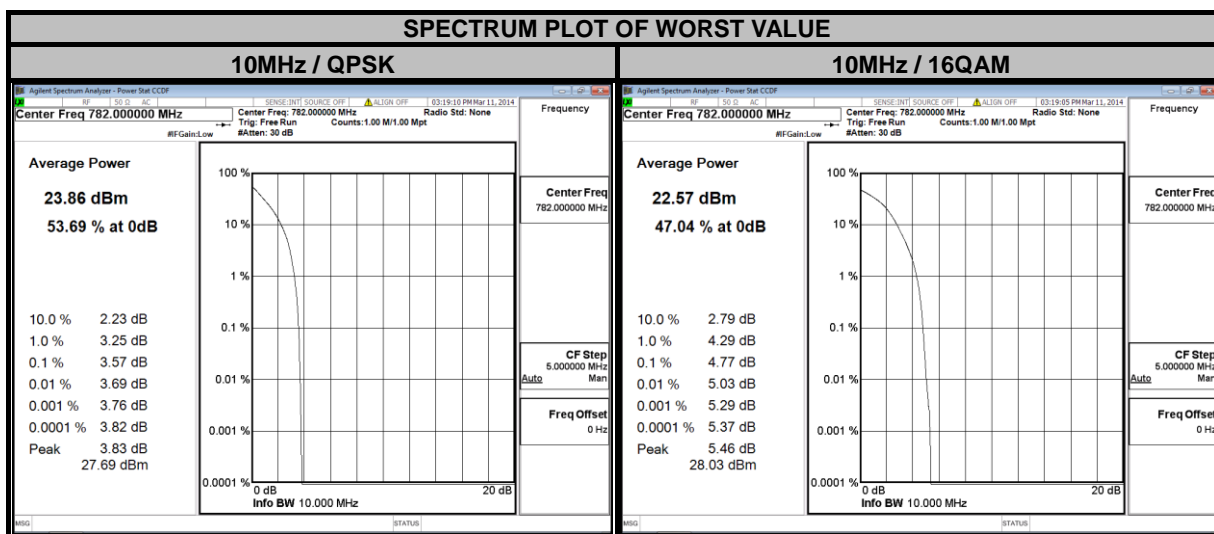 SPECTRUM PLOT OF WORST VALUE
10MHz / QPSK
10MHz / 16QAM
Agilent Spectrum Analyzer - Power Stat CCDF
RF 50 Ω AC SENSE:INT SOURCE OFF ALIGN OFF 03:19:10 PM Mar 11, 2014
Center Freq 782.000000 MHz
Center Freq: 782.000000 MHz Radio Std: None
Trig: Free Run Counts:1.00 M/1.00 Mpt
#IFGain:Low #Atten: 30 dB
Average Power
23.86 dBm
53.69 % at 0dB
10.0 % 2.23 dB
1.0 % 3.25 dB
0.1 % 3.57 dB
0.01 % 3.69 dB
0.001 % 3.76 dB
0.0001 % 3.82 dB
Peak 3.83 dB
27.69 dBm
100 %
10 %
1 %
0.1 %
0.01 %
0.001 %
0.0001 %
0 dB 20 dB
Info BW 10.000 MHz
Frequency
Center Freq
782.000000 MHz
CF Step
5.000000 MHz
Auto Man
Freq Offset
0 Hz
MSG STATUS
Agilent Spectrum Analyzer - Power Stat CCDF
RF 50 Ω AC SENSE:INT SOURCE OFF ALIGN OFF 03:19:05 PM Mar 11, 2014
Center Freq 782.000000 MHz
Center Freq: 782.000000 MHz Radio Std: None
Trig: Free Run Counts:1.00 M/1.00 Mpt
#IFGain:Low #Atten: 30 dB
Average Power
22.57 dBm
47.04 % at 0dB
10.0 % 2.79 dB
1.0 % 4.29 dB
0.1 % 4.77 dB
0.01 % 5.03 dB
0.001 % 5.29 dB
0.0001 % 5.37 dB
Peak 5.46 dB
28.03 dBm
100 %
10 %
1 %
0.1 %
0.01 %
0.001 %
0.0001 %
0 dB 20 dB
Info BW 10.000 MHz
Frequency
Center Freq
782.000000 MHz
CF Step
5.000000 MHz
Auto Man
Freq Offset
0 Hz
MSG STATUS